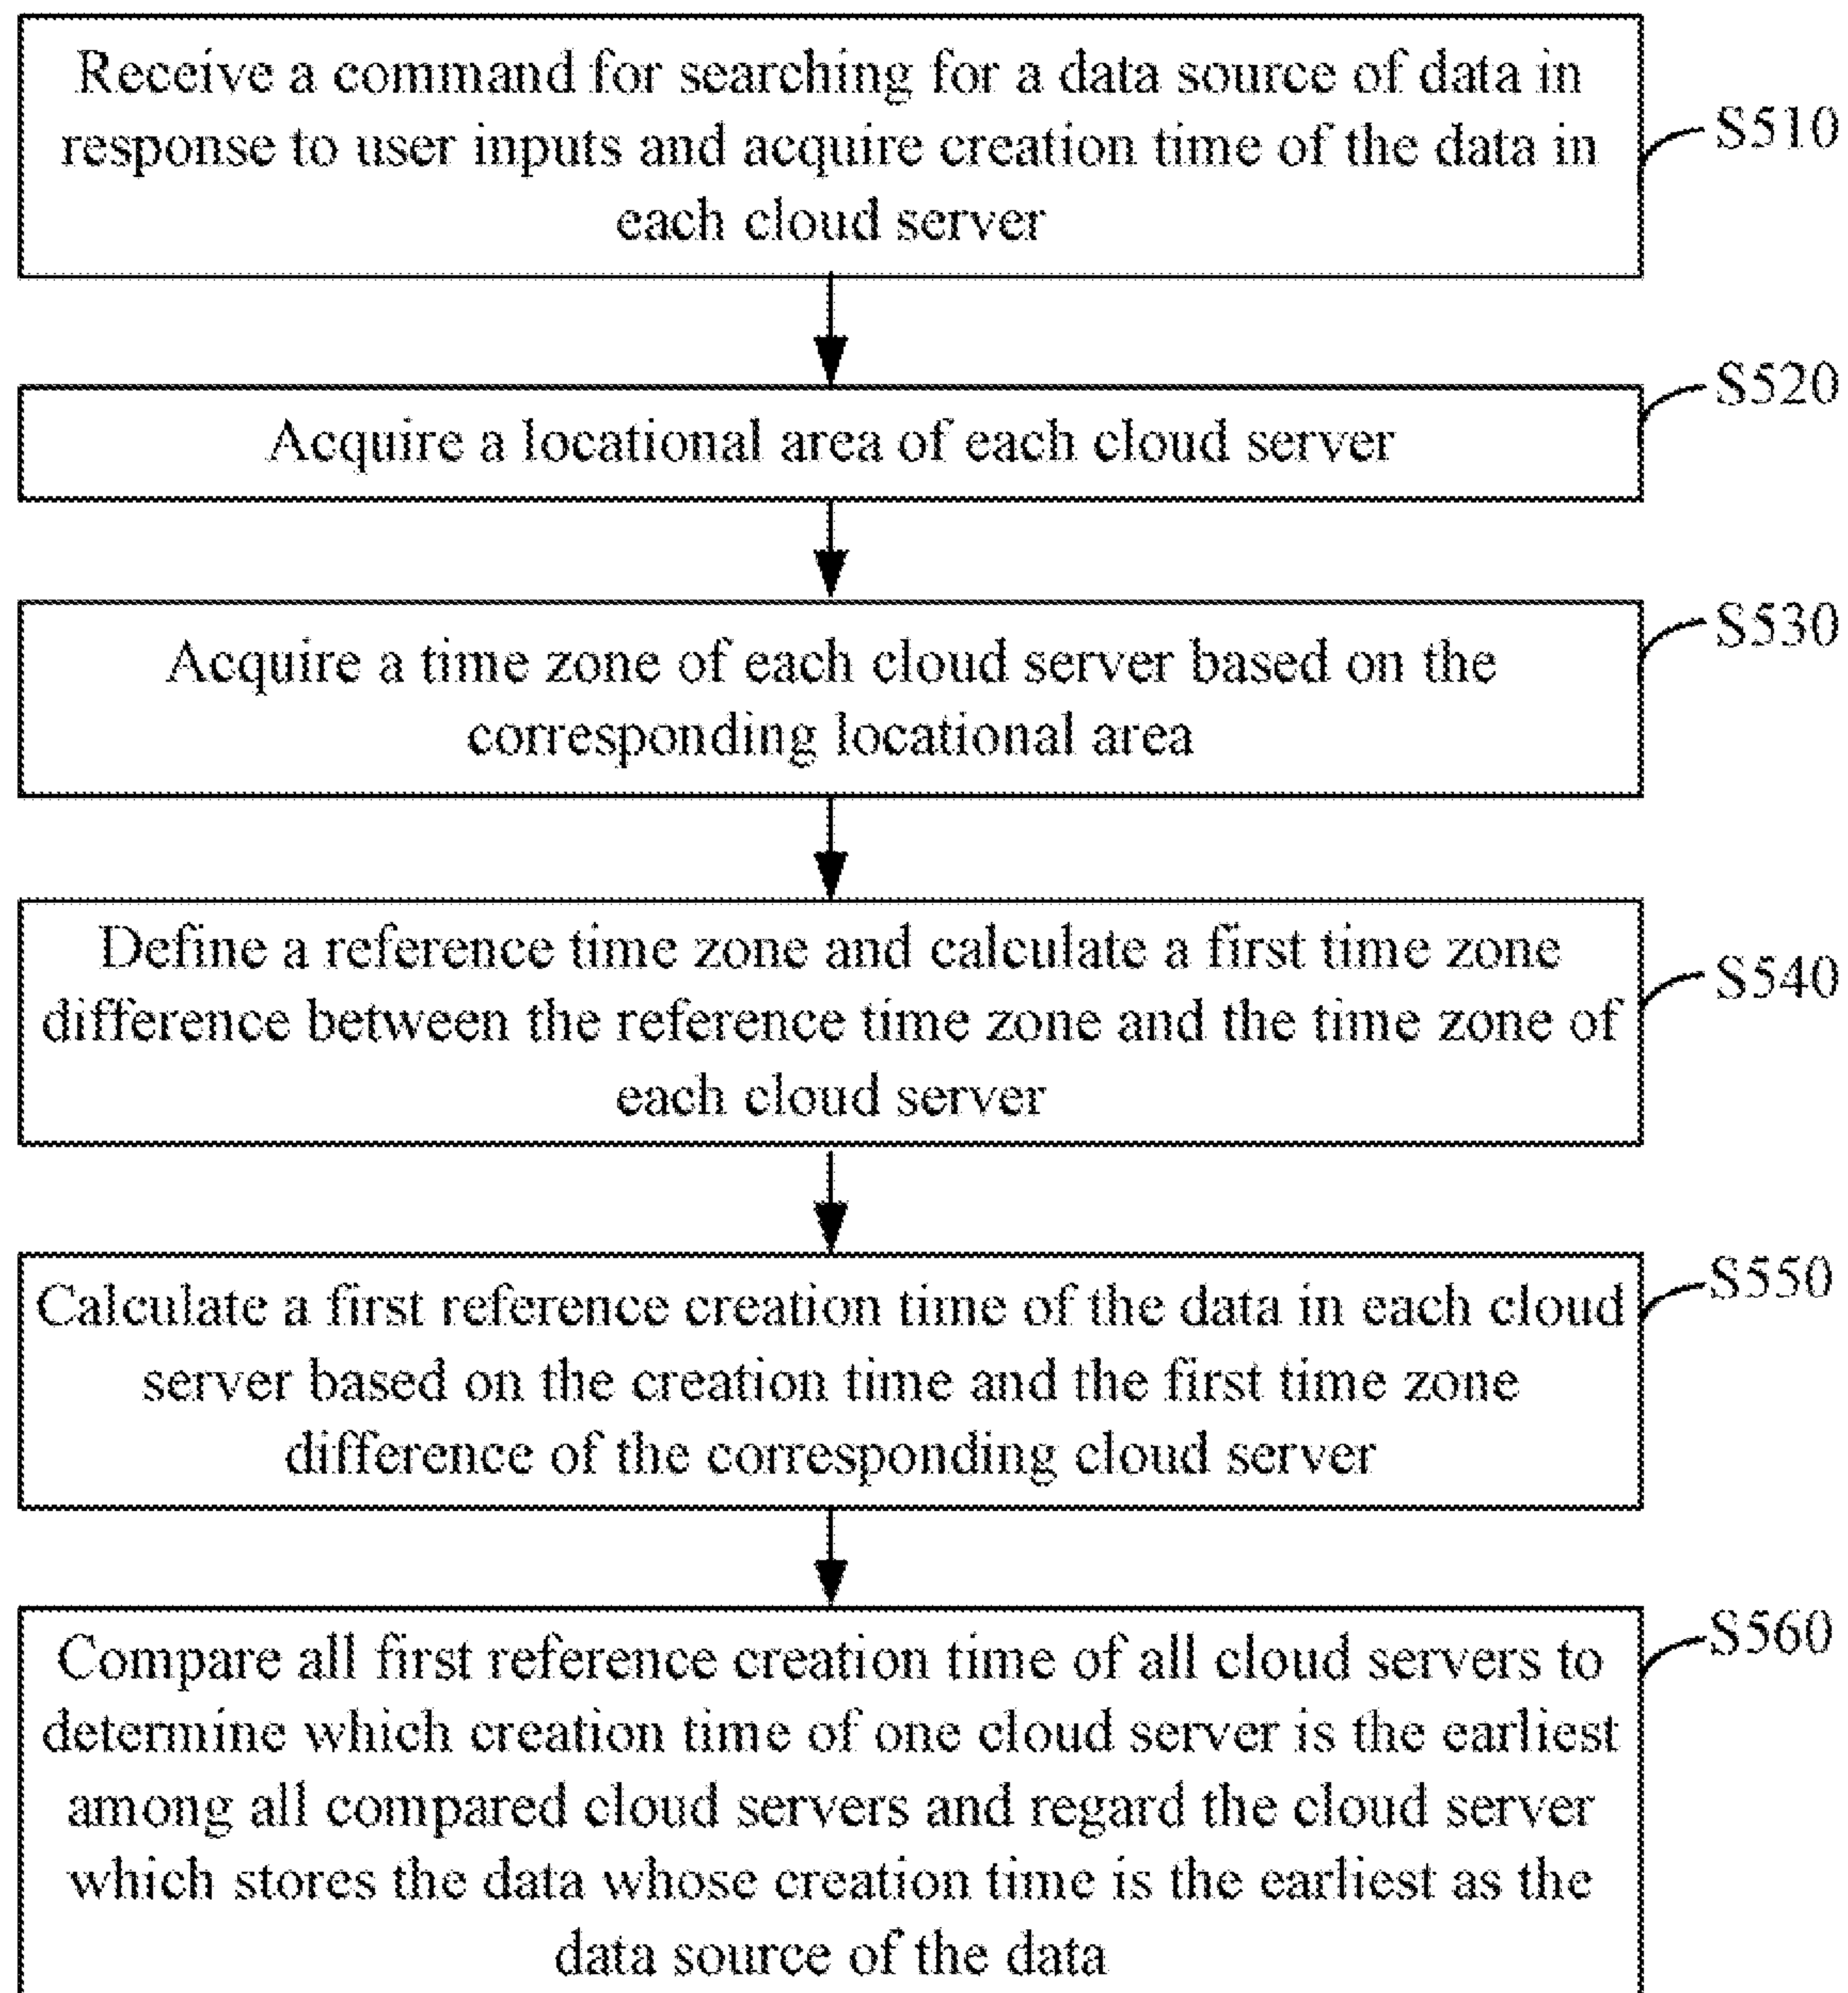 Receive a command for searching for a data source of data in
response to user inputs and acquire creation time of the data in
each cloud server
S510
Acquire a locational area of each cloud server
S520
Acquire a time zone of each cloud server based on the
corresponding locational area
S530
Define a reference time zone and calculate a first time zone
difference between the reference time zone and the time zone of
each cloud server
S540
Calculate a first reference creation time of the data in each cloud
server based on the creation time and the first time zone
difference of the corresponding cloud server
S550
Compare all first reference creation time of all cloud servers to
determine which creation time of one cloud server is the earliest
among all compared cloud servers and regard the cloud server
which stores the data whose creation time is the earliest as the
data source of the data
S560